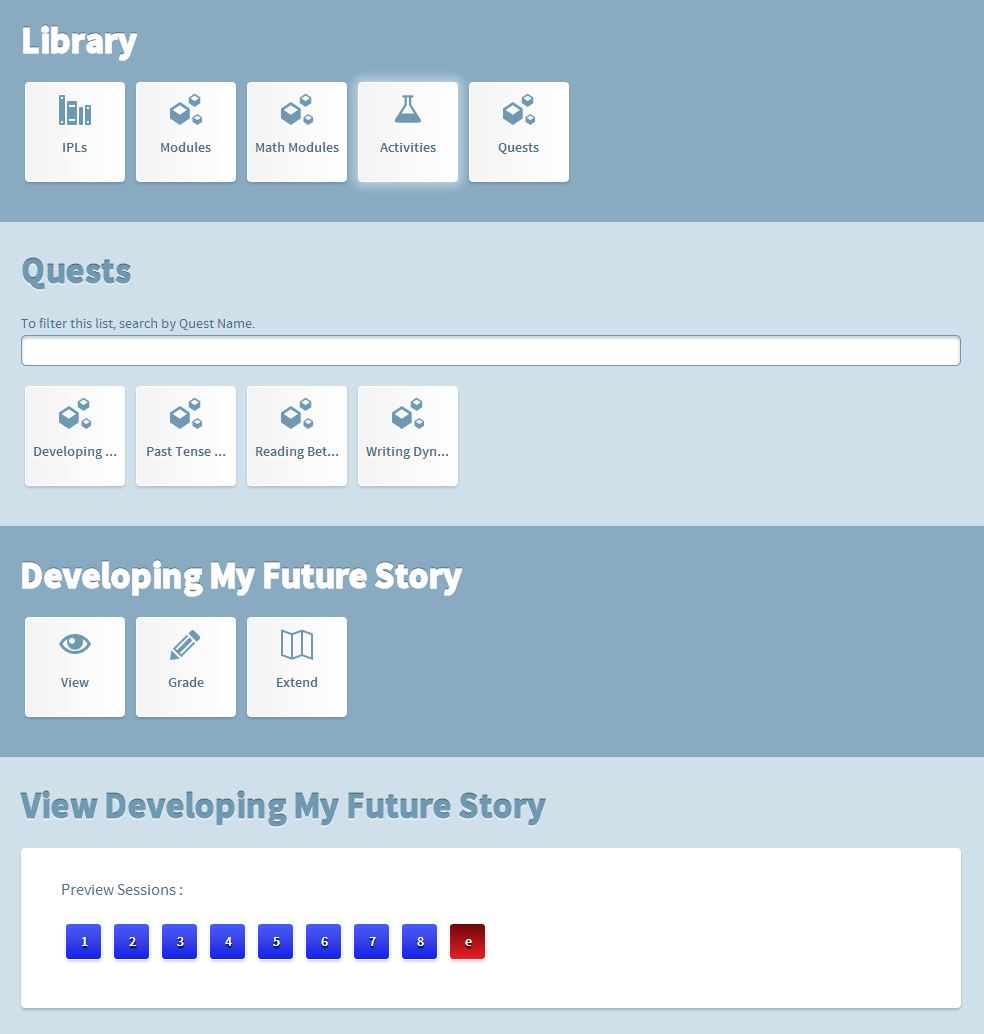 Library
IPLs Modules Math Modules Activities Quests
Quests
To filter this list, search by Quest Name.
Developing ... Past Tense ... Reading Bet... Writing Dyn...
Developing My Future Story
View Grade Extend
View Developing My Future Story
Preview Sessions :
1 2 3 4 5 6 7 8 e